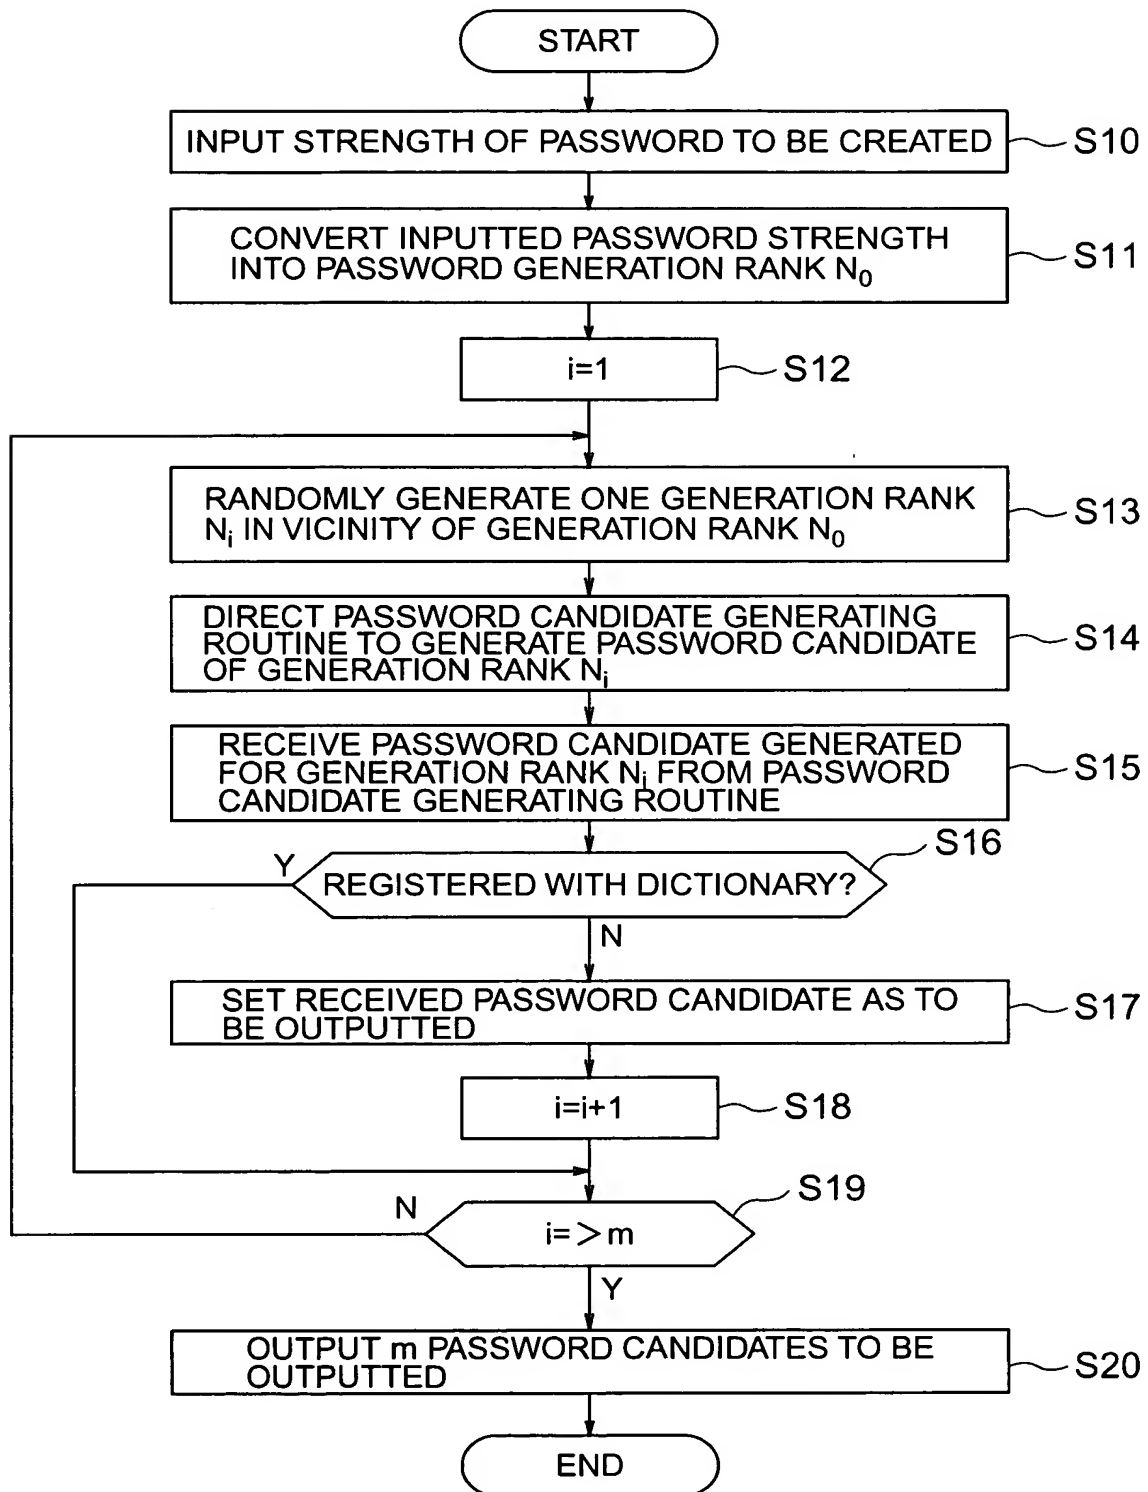 START
INPUT STRENGTH OF PASSWORD TO BE CREATED
S10
CONVERT INPUTTED PASSWORD STRENGTH
INTO PASSWORD GENERATION RANK N₀
S11
i=1
S12
RANDOMLY GENERATE ONE GENERATION RANK
Nᵢ IN VICINITY OF GENERATION RANK N₀
S13
DIRECT PASSWORD CANDIDATE GENERATING
ROUTINE TO GENERATE PASSWORD CANDIDATE
OF GENERATION RANK Nᵢ
S14
RECEIVE PASSWORD CANDIDATE GENERATED
FOR GENERATION RANK Nᵢ FROM PASSWORD
CANDIDATE GENERATING ROUTINE
S15
S16
Y
REGISTERED WITH DICTIONARY?
N
SET RECEIVED PASSWORD CANDIDATE AS TO
BE OUTPUTTED
S17
i=i+1
S18
S19
N
i=>m
Y
OUTPUT m PASSWORD CANDIDATES TO BE
OUTPUTTED
S20
END